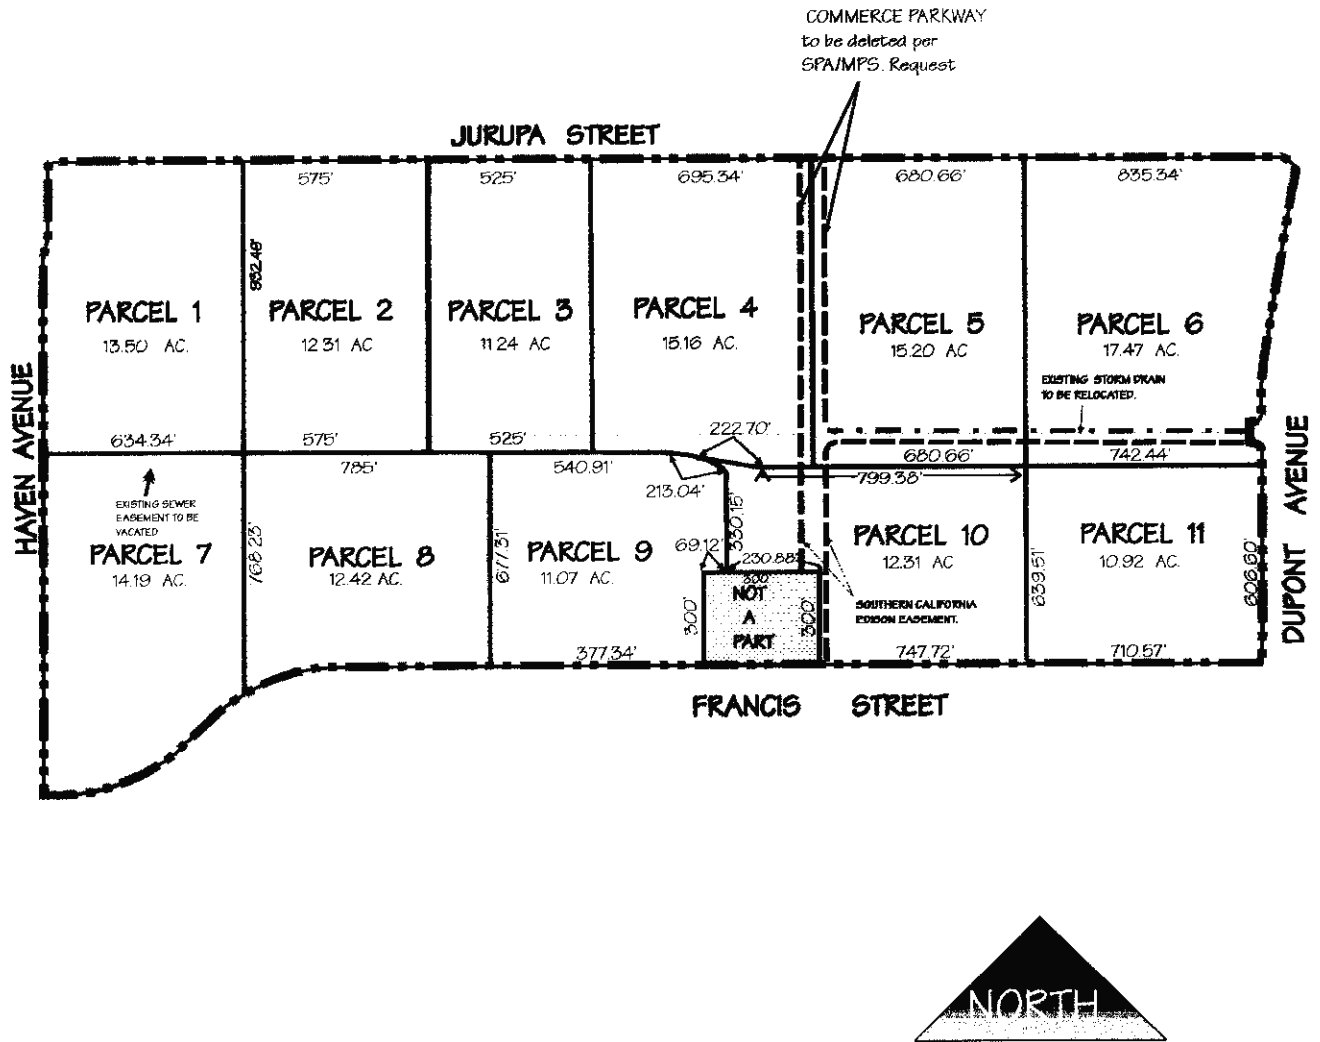 COMMERCE PARKWAY
to be deleted per
SPA/MPS. Request
JURUPA STREET
575'
525'
695.34'
680.66'
835.34'
932.48'
PARCEL 1
13.50 AC.
PARCEL 2
12 31 AC
PARCEL 3
11 24 AC
PARCEL 4
15.16 AC.
PARCEL 5
15.20 AC
PARCEL 6
17.47 AC.
EXISTING STORM DRAIN
TO BE RELOCATED.
HAVEN AVENUE
634.34'
575'
525'
222.70'
680.66'
742.44'
785'
540.91'
213.04'
799.38'
EXISTING SEWER
EASEMENT TO BE
VACATED
PARCEL 7
14.19 AC.
768.23'
PARCEL 8
12.42 AC.
677.31'
PARCEL 9
11.07 AC.
69.12'
330.15'
230.88'
PARCEL 10
12.31 AC
639.51'
PARCEL 11
10.92 AC.
606.60'
DUPONT AVENUE
300'
NOT
A
PART
300'
300'
SOUTHERN CALIFORNIA
EDISON EASEMENT.
377.34'
747.72'
710.57'
FRANCIS STREET
NORTH